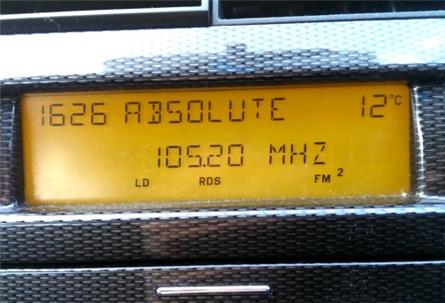 1626 ABSOLUTE 12°C
105.20 MHZ
LD RDS FM 2